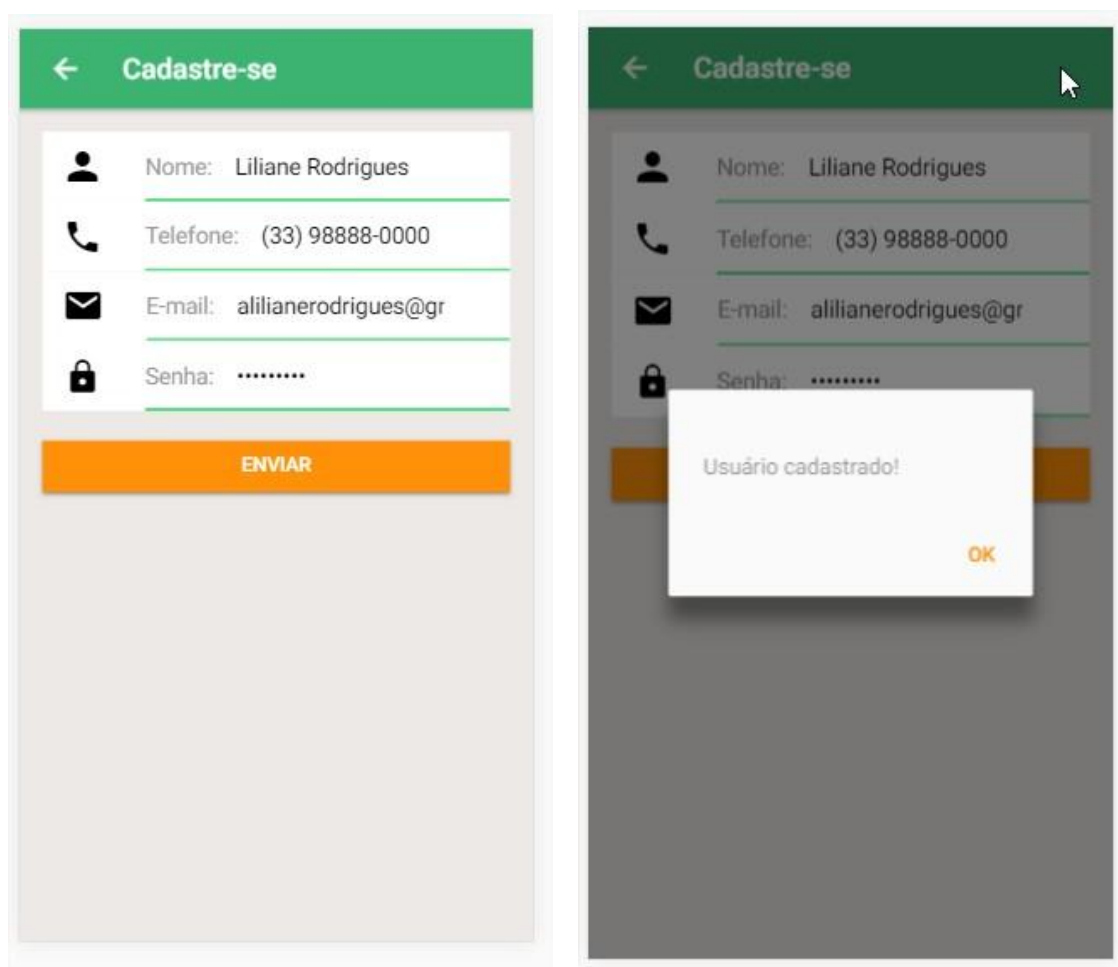 Cadastre-se
Nome: Liliane Rodrigues
Telefone: (33) 98888-0000
E-mail: alilianerodrigues@gr
Senha: •••••••••
ENVIAR
Cadastre-se
Nome: Liliane Rodrigues
Telefone: (33) 98888-0000
E-mail: alilianerodrigues@gr
Senha: •••••••••
Usuário cadastrado!
OK